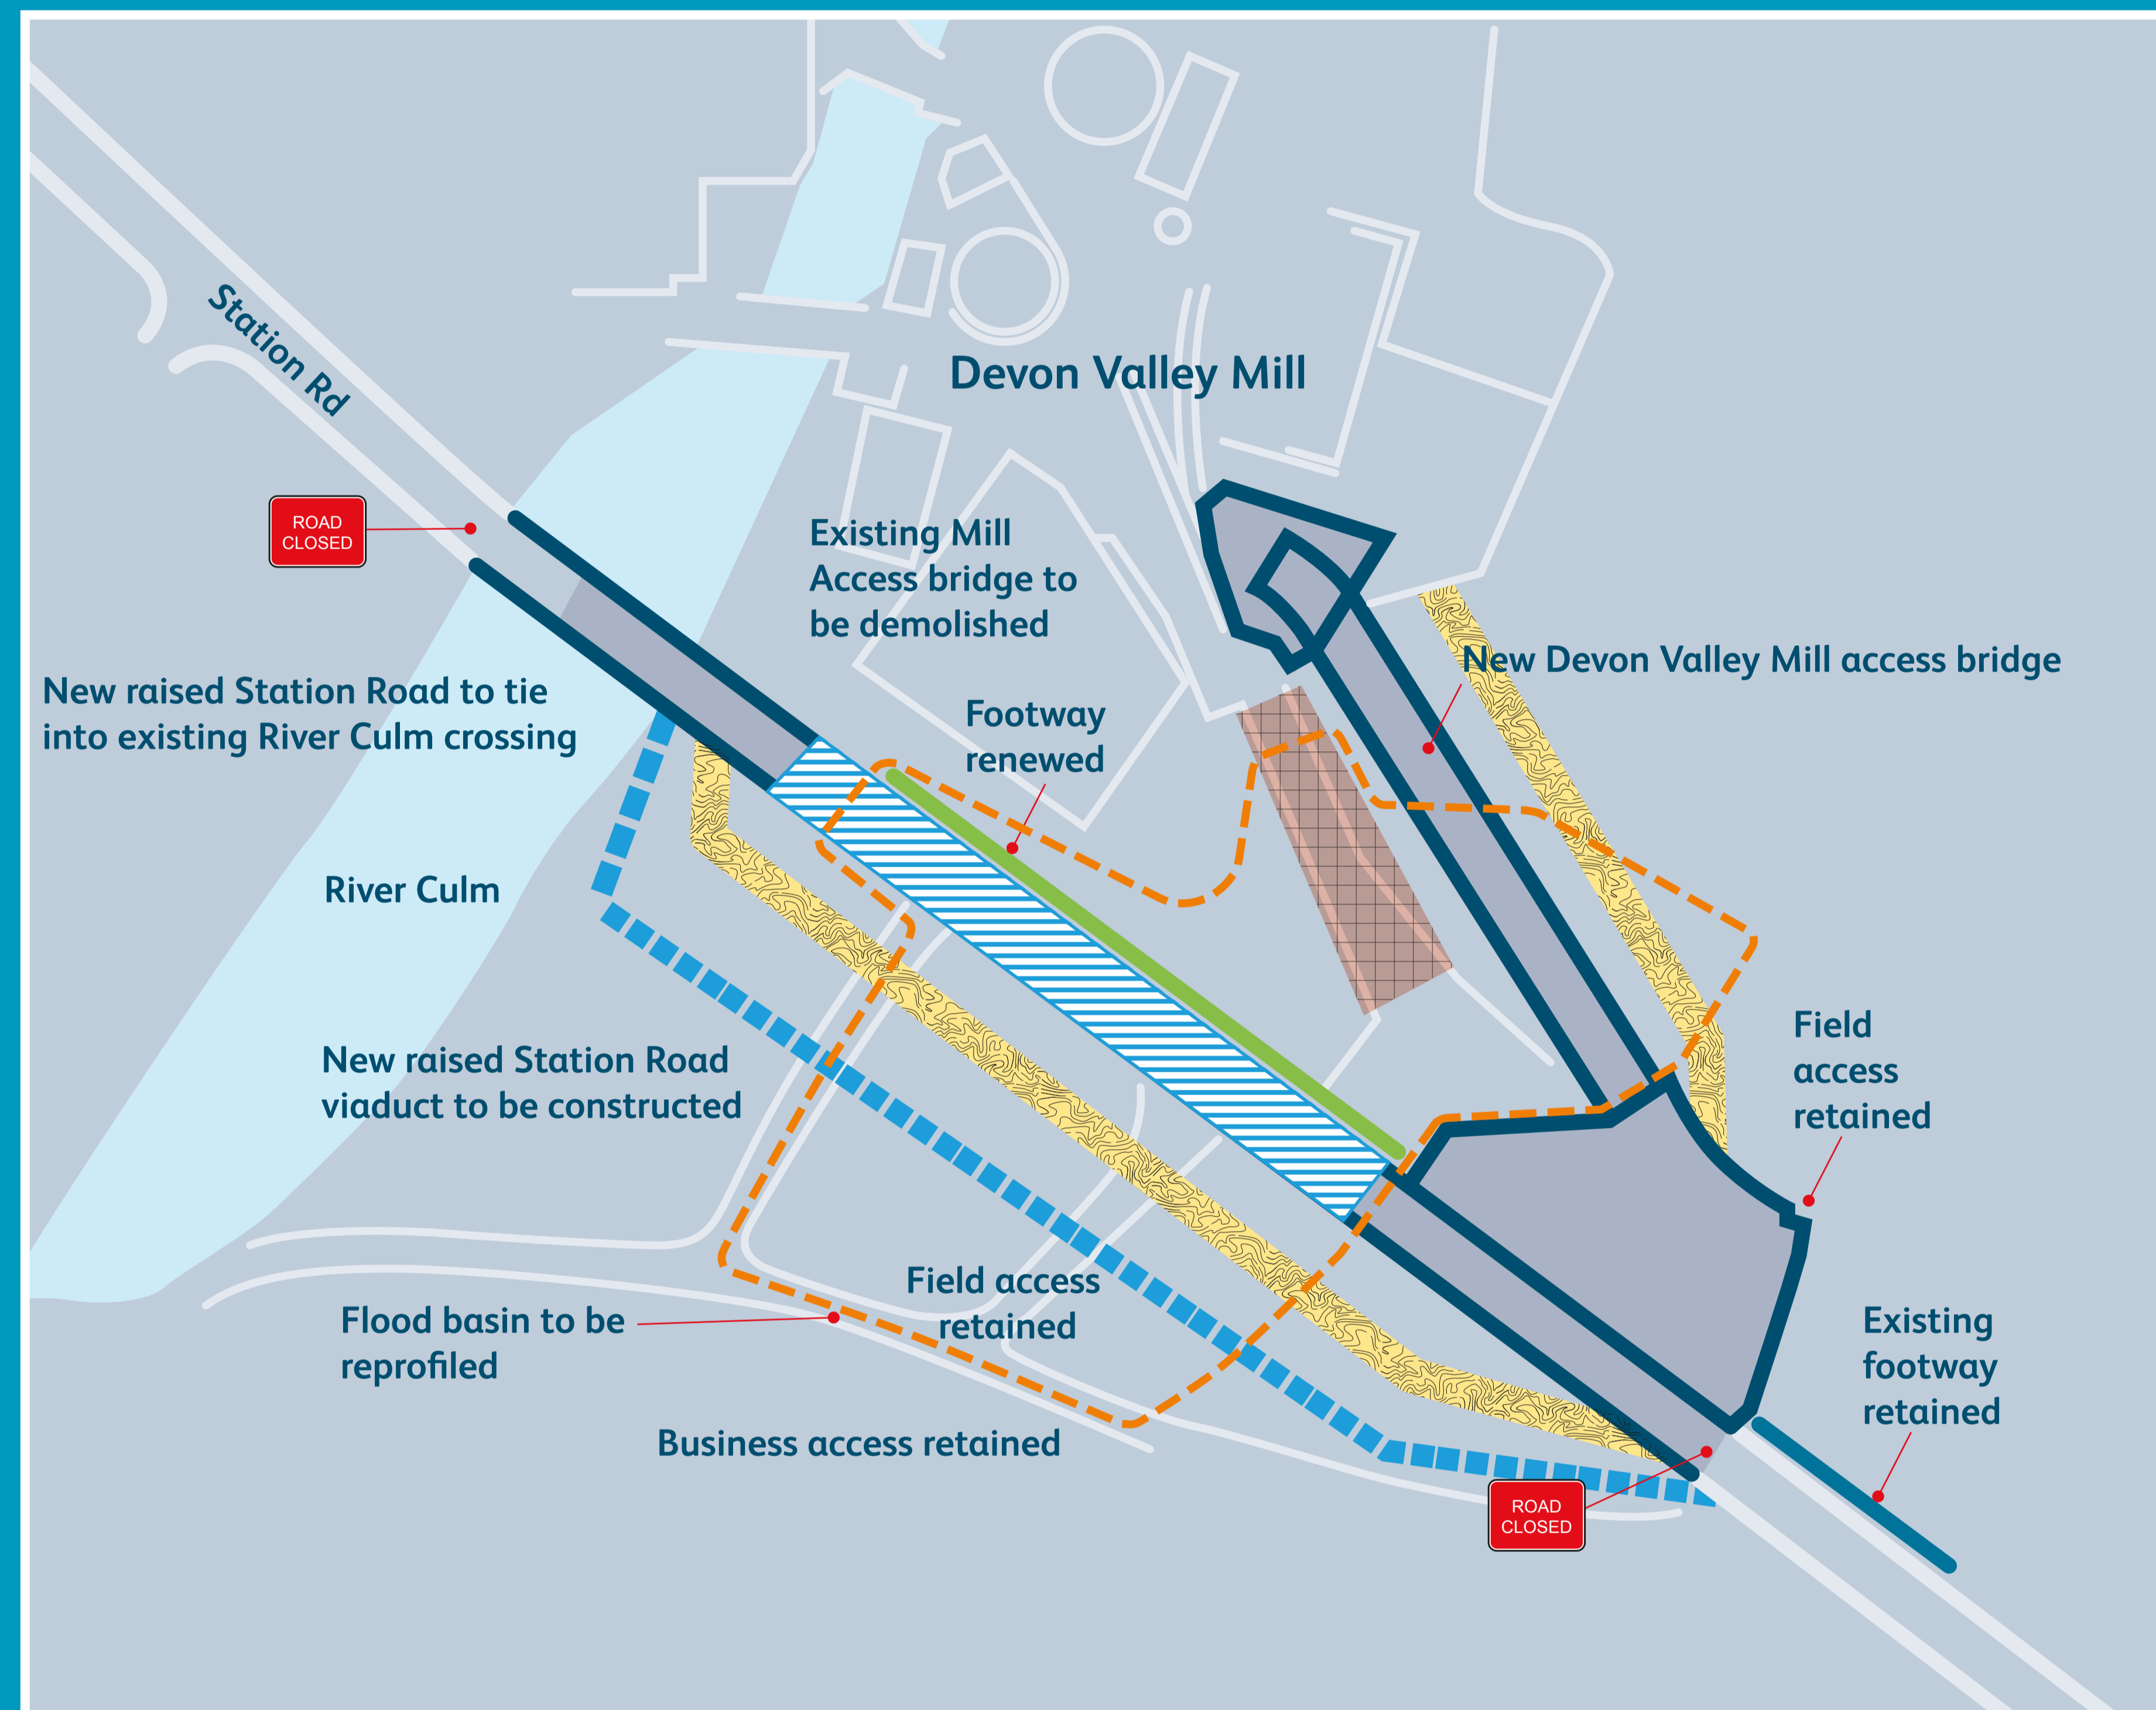 Station Rd
Devon Valley Mill
ROAD
CLOSED
Existing Mill
Access bridge to
be demolished
New raised Station Road to tie
into existing River Culm crossing
Footway
renewed
New Devon Valley Mill access bridge
River Culm
New raised Station Road
viaduct to be constructed
Field
access
retained
Field access
retained
Flood basin to be
reprofiled
Existing
footway
retained
Business access retained
ROAD
CLOSED